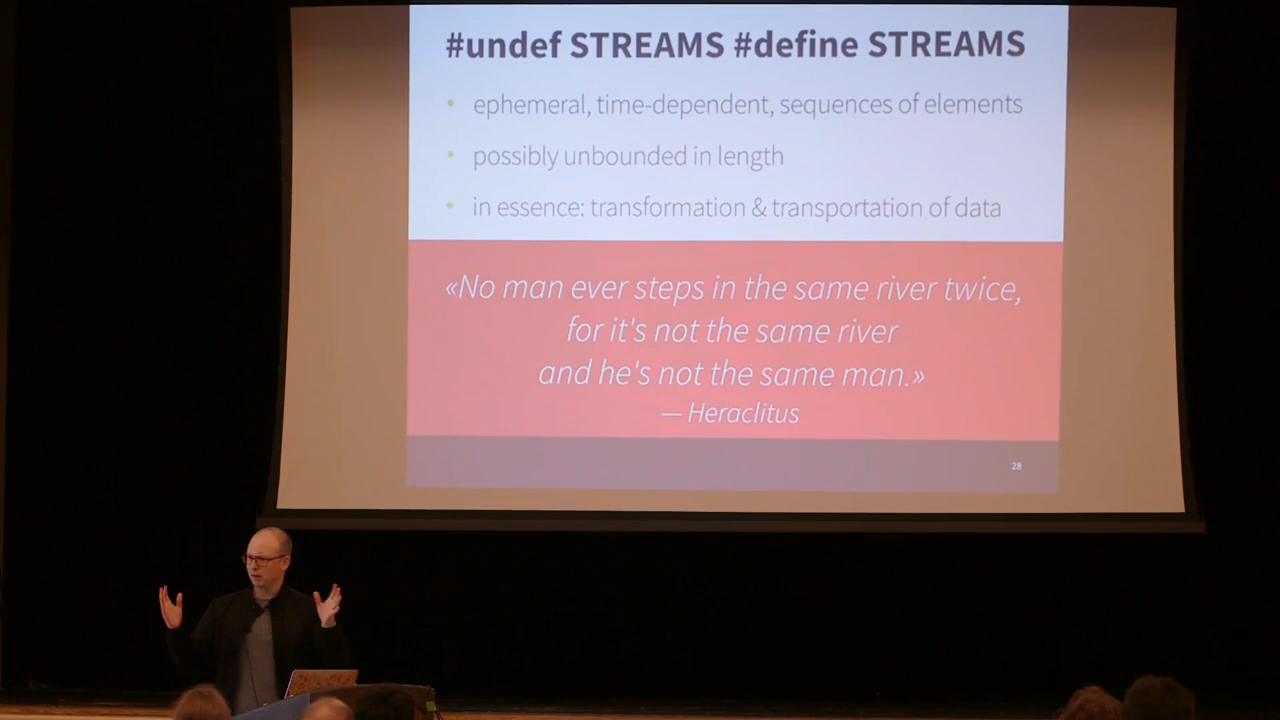 #undef STREAMS #define STREAMS
• ephemeral, time-dependent, sequences of elements
• possibly unbounded in length
• in essence: transformation & transportation of data
«No man ever steps in the same river twice,
for it's not the same river
and he's not the same man.»
— Heraclitus
28